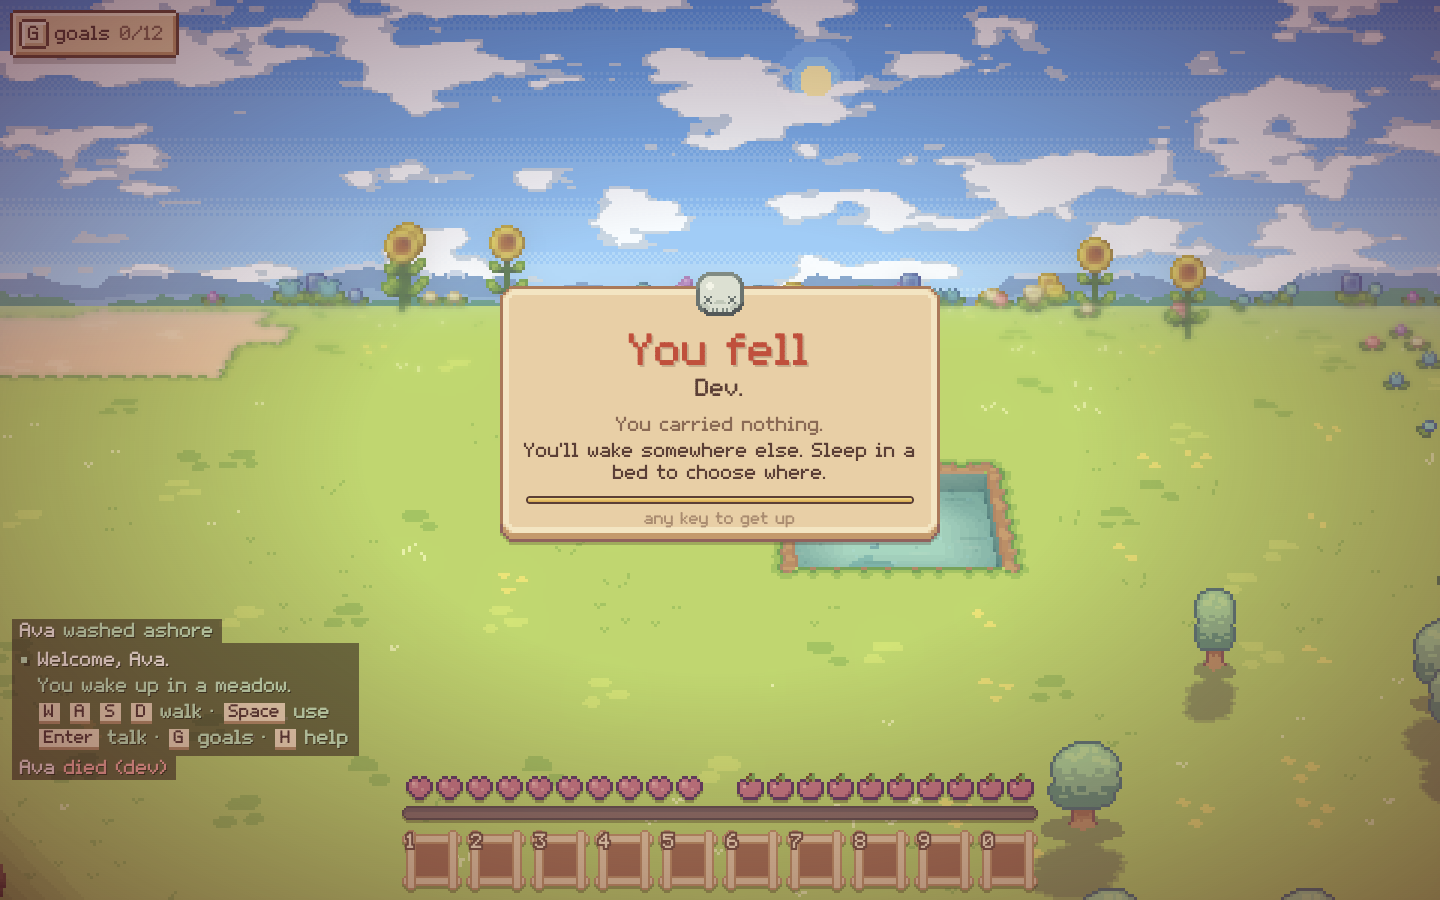 G goals 0/12
You fell
Dev.
You carried nothing.
You'll wake somewhere else. Sleep in a
bed to choose where.
any key to get up
Ava washed ashore
Welcome, Ava.
You wake up in a meadow.
W A S D walk · Space use
Enter talk · G goals · H help
Ava died (dev)
1 2 3 4 5 6 7 8 9 0